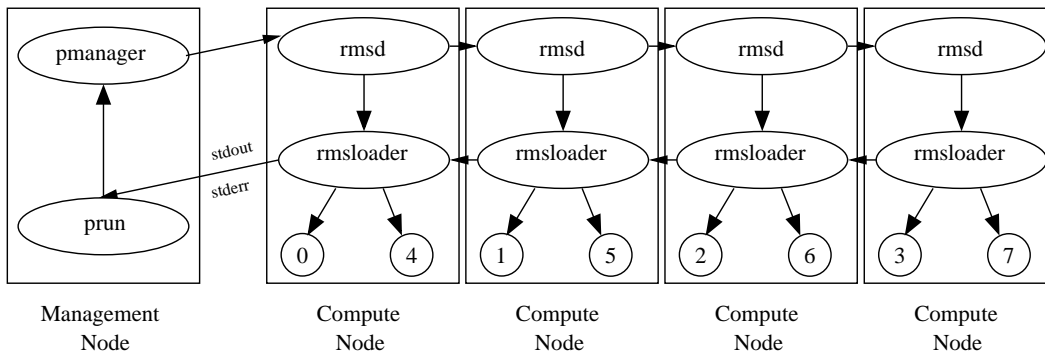 pmanager
rmsd
rmsd
rmsd
rmsd
stdout
rmsloader
rmsloader
rmsloader
rmsloader
stderr
prun
0
4
1
5
2
6
3
7
Management
Node
Compute
Node
Compute
Node
Compute
Node
Compute
Node